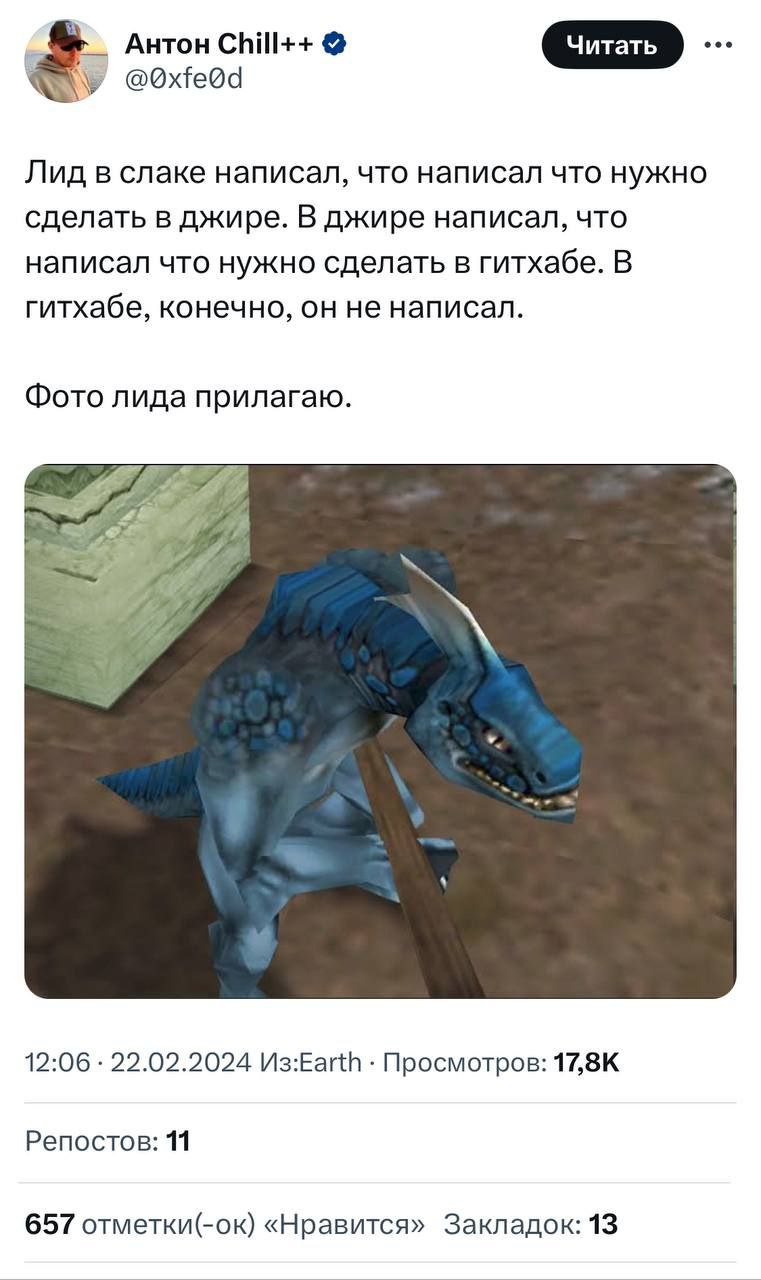 Антон Chill++
@0xfe0d
Читать
Лид в слаке написал, что написал что нужно
сделать в джире. В джире написал, что
написал что нужно сделать в гитхабе. В
гитхабе, конечно, он не написал.
Фото лида прилагаю.
12:06 · 22.02.2024 Из:Earth · Просмотров: 17,8K
Репостов: 11
657 отметки(-ок) «Нравится» Закладок: 13